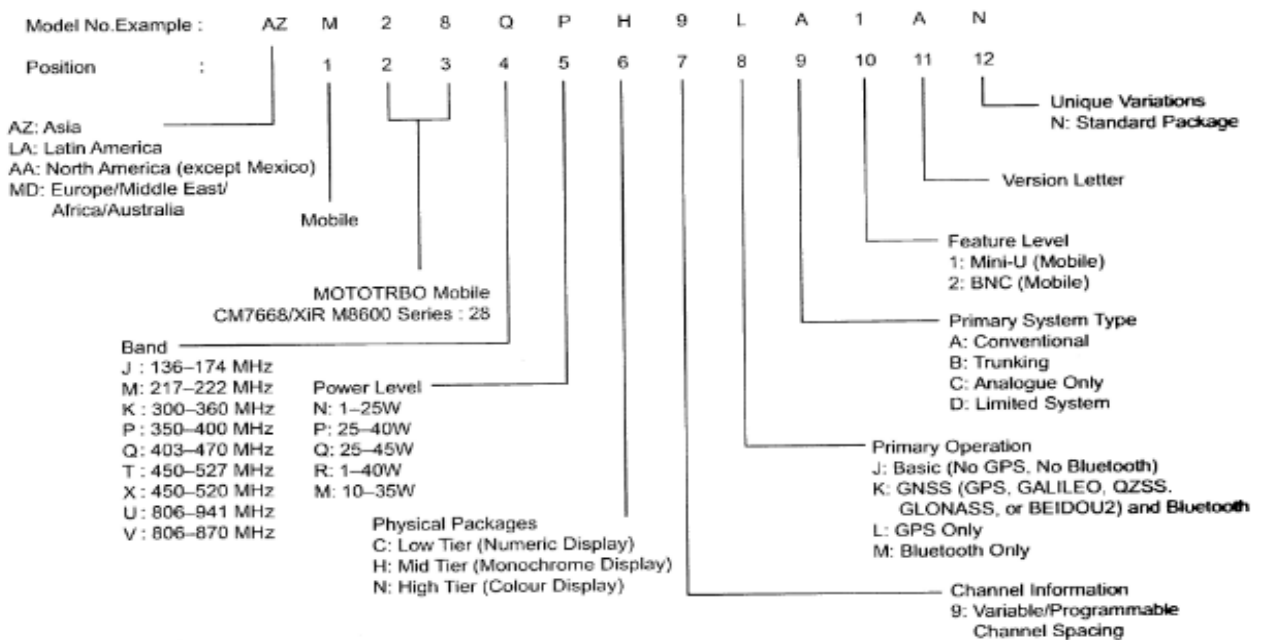 Model No.Example : AZ M 2 8 Q P H 9 L A 1 A N
Position : 1 2 3 4 5 6 7 8 9 10 11 12
Unique Variations
N: Standard Package
AZ: Asia
LA: Latin America
AA: North America (except Mexico)
MD: Europe/Middle East/
Africa/Australia
Version Letter
Mobile
Feature Level
1: Mini-U (Mobile)
2: BNC (Mobile)
MOTOTRBO Mobile
CM7668/XiR M8600 Series : 28
Primary System Type
A: Conventional
B: Trunking
C: Analogue Only
D: Limited System
Band
J : 136–174 MHz
M: 217–222 MHz
K : 300–360 MHz
P : 350–400 MHz
Q : 403–470 MHz
T : 450–527 MHz
X : 450–520 MHz
U : 806–941 MHz
V : 806–870 MHz
Power Level
N: 1–25W
P: 25–40W
Q: 25–45W
R: 1–40W
M: 10–35W
Primary Operation
J: Basic (No GPS, No Bluetooth)
K: GNSS (GPS, GALILEO, QZSS,
GLONASS, or BEIDOU2) and Bluetooth
L: GPS Only
M: Bluetooth Only
Physical Packages
C: Low Tier (Numeric Display)
H: Mid Tier (Monochrome Display)
N: High Tier (Colour Display)
Channel Information
9: Variable/Programmable
Channel Spacing